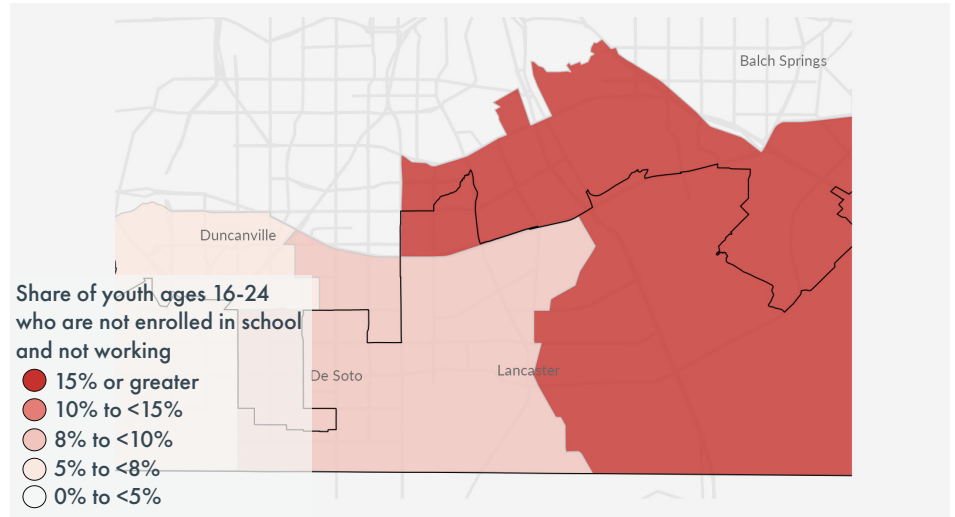 Balch Springs
Duncanville
Share of youth ages 16-24
who are not enrolled in school
and not working
15% or greater
10% to <15%
8% to <10%
5% to <8%
0% to <5%
De Soto
Lancaster